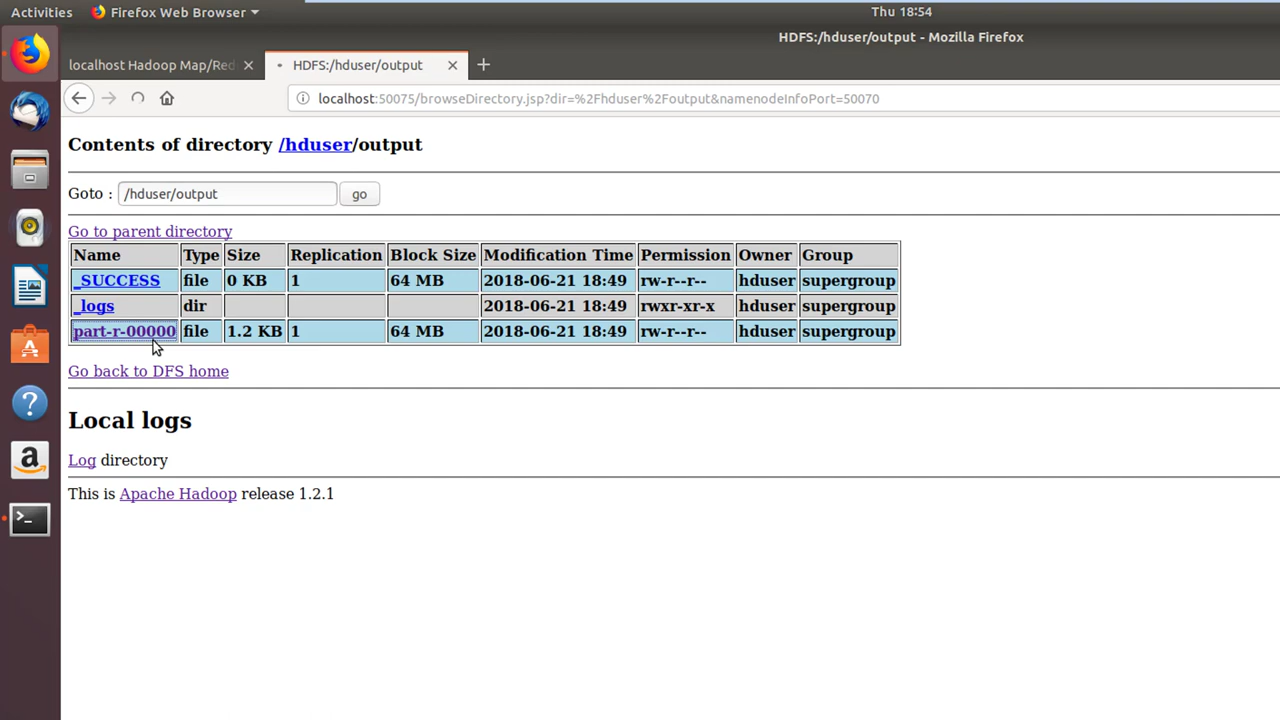 Activities Firefox Web Browser Thu 18:54
HDFS:/hduser/output - Mozilla Firefox
localhost Hadoop Map/Red HDFS:/hduser/output
localhost:50075/browseDirectory.jsp?dir=%2Fhduser%2Foutput&namenodeInfoPort=50070
Contents of directory /hduser/output
Goto : /hduser/output go
Go to parent directory
Name Type Size Replication Block Size Modification Time Permission Owner Group
_SUCCESS file 0 KB 1 64 MB 2018-06-21 18:49 rw-r--r-- hduser supergroup
_logs dir 2018-06-21 18:49 rwxr-xr-x hduser supergroup
part-r-00000 file 1.2 KB 1 64 MB 2018-06-21 18:49 rw-r--r-- hduser supergroup
Go back to DFS home
Local logs
Log directory
This is Apache Hadoop release 1.2.1